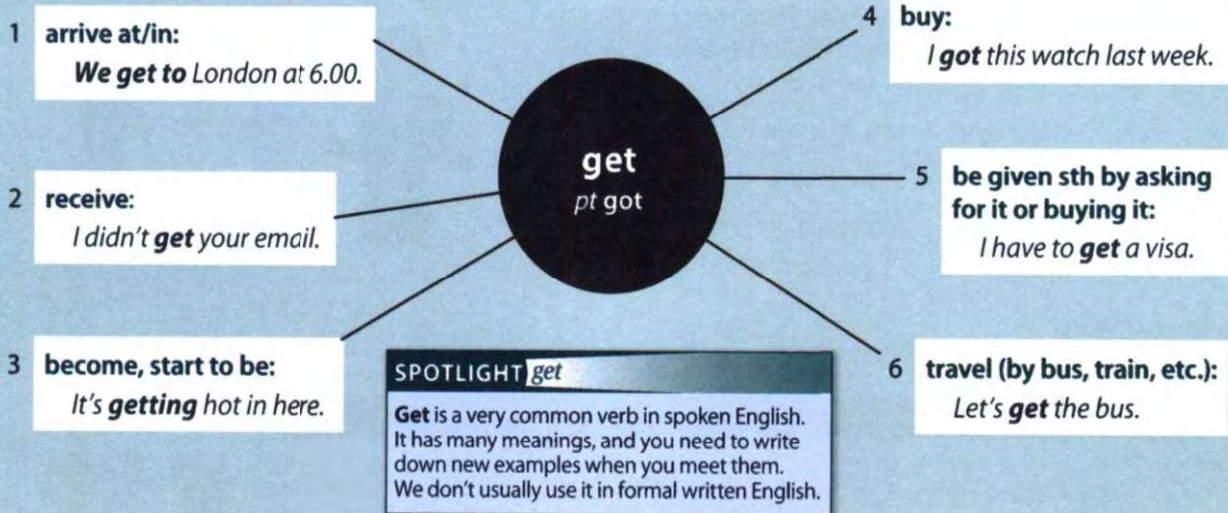 1 arrive at/in:
We get to London at 6.00.
2 receive:
I didn't get your email.
3 become, start to be:
It's getting hot in here.
get
pt got
4 buy:
I got this watch last week.
5 be given sth by asking
for it or buying it:
I have to get a visa.
6 travel (by bus, train, etc.):
Let's get the bus.
SPOTLIGHT get
Get is a very common verb in spoken English.
It has many meanings, and you need to write
down new examples when you meet them.
We don't usually use it in formal written English.